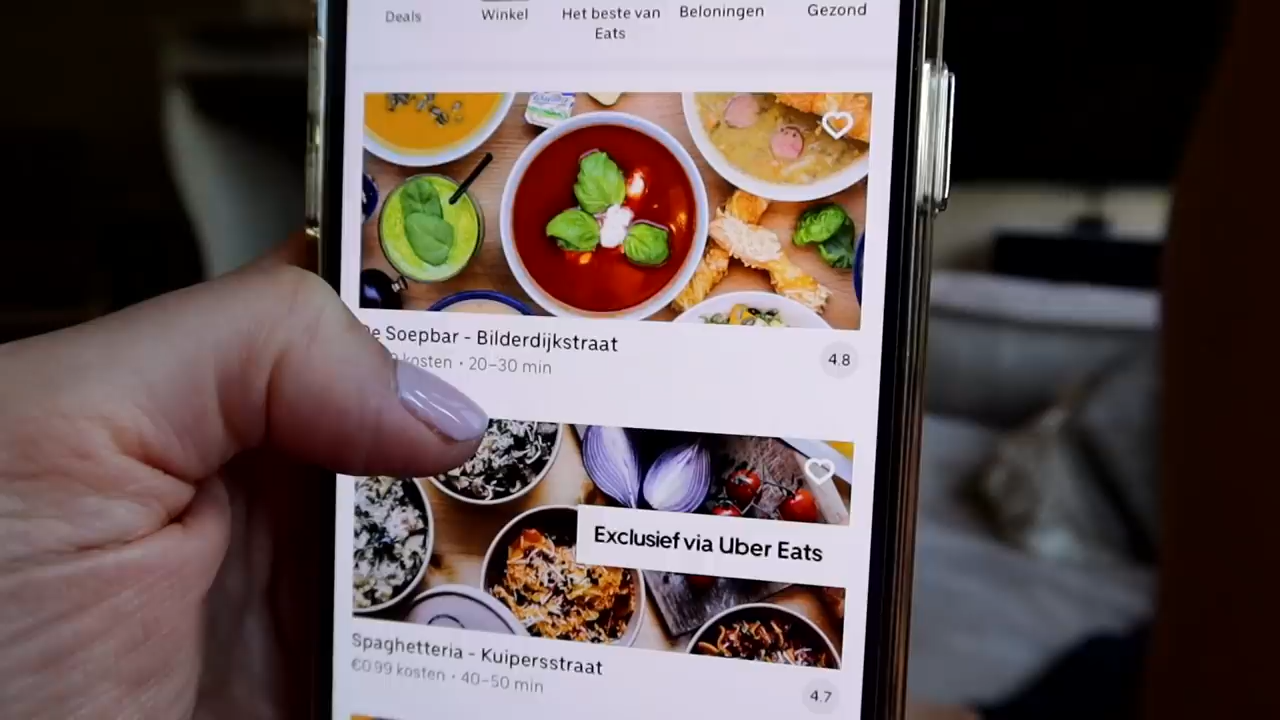 Deals
Winkel
Het beste van
Eats
Beloningen
Gezond
Soepbar - Bilderdijkstraat
kosten · 20–30 min
4.8
Exclusief via Uber Eats
Spaghetteria - Kuipersstraat
€0.99 kosten · 40–50 min
4.7